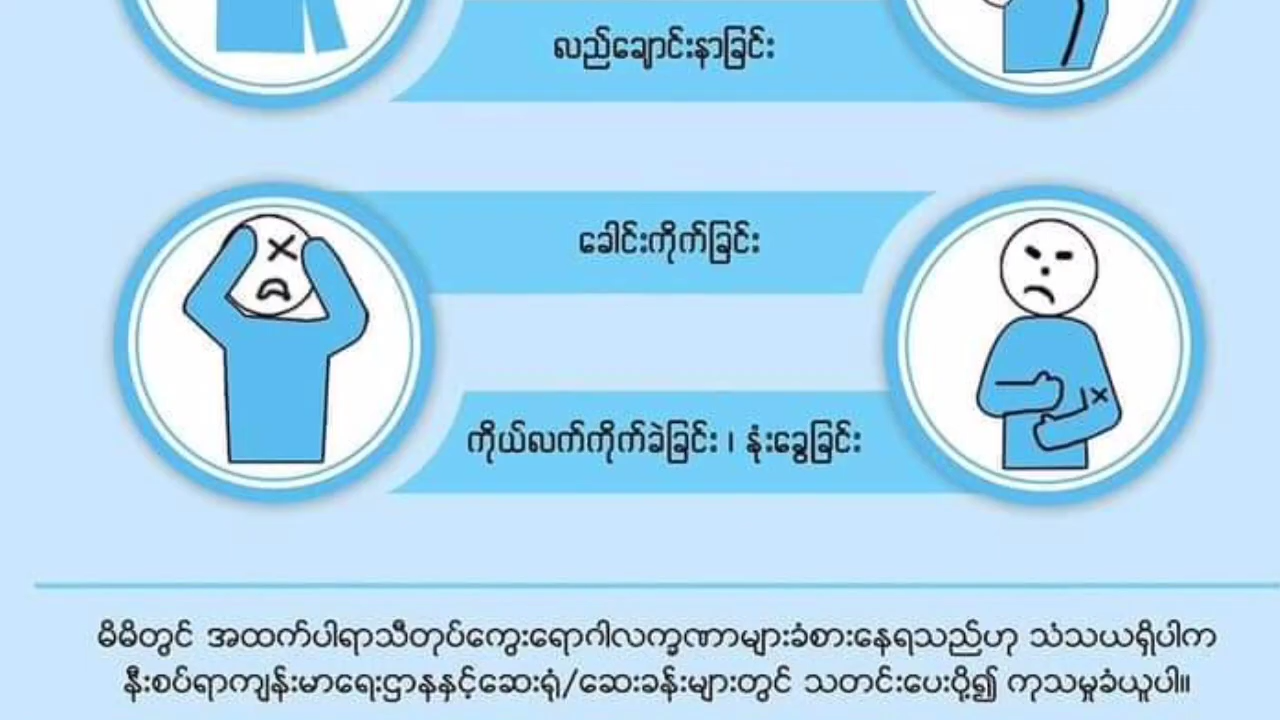 လည်ချောင်းနာခြင်း
ခေါင်းကိုက်ခြင်း
ကိုယ်လက်ကိုက်ခဲခြင်း ၊ နုံးခွေခြင်း
မိမိတွင် အထက်ပါရာသီတုပ်ကွေးရောဂါလက္ခဏာများခံစားနေရသည်ဟု သံသယရှိပါက
နီးစပ်ရာကျန်းမာရေးဌာနနှင့်ဆေးရုံ/ဆေးခန်းများတွင် သတင်းပေးပို့၍ ကုသမှုခံယူပါ။